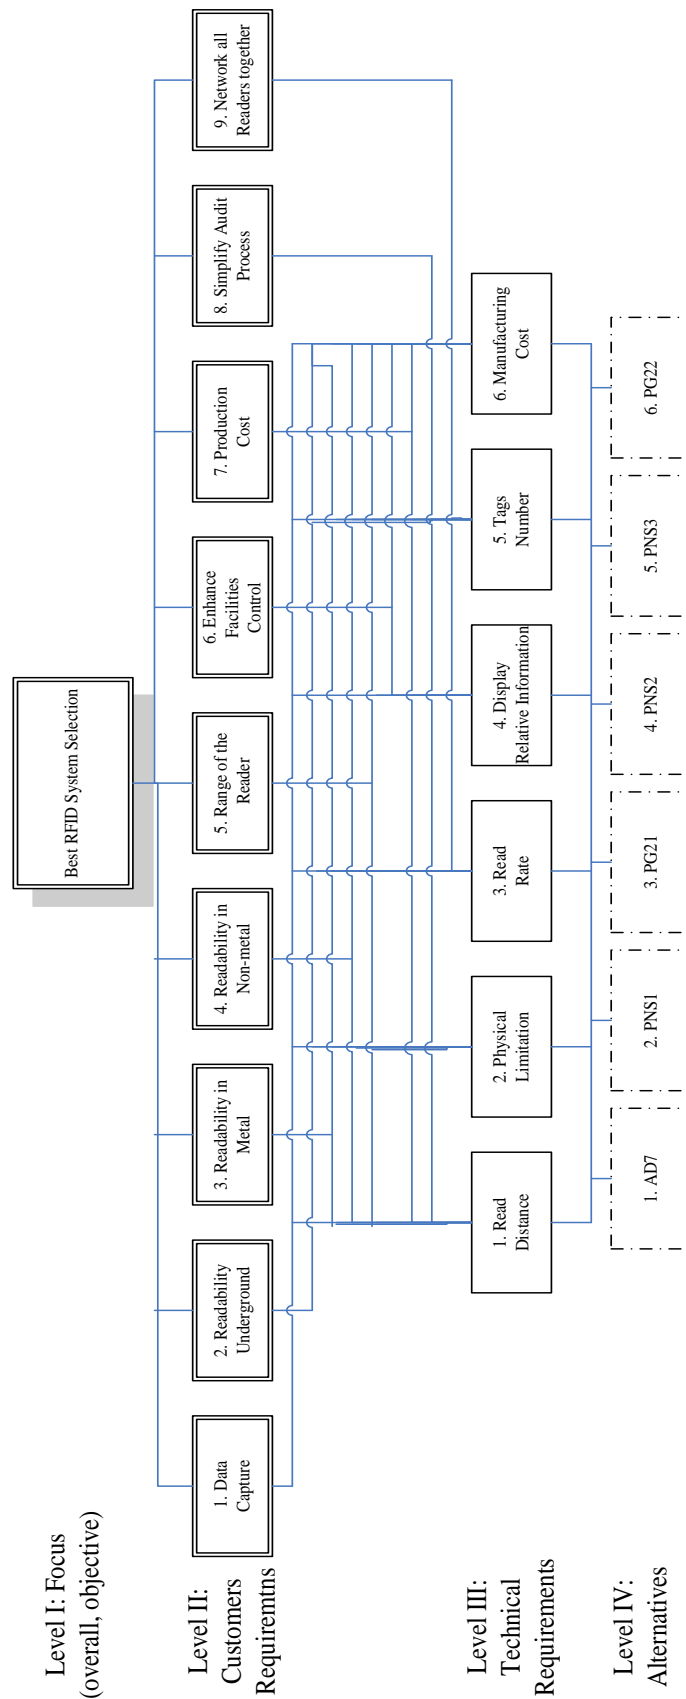 Level I: Focus
(overall, objective)
Best RFID System Selection
Level II:
Customers
Requiremtns
1. Data
Capture
2. Readability
Underground
3. Readability in
Metal
4. Readability in
Non-metal
5. Range of the
Reader
6. Enhance
Facilities
Control
7. Production
Cost
8. Simplify Audit
Process
9. Network all
Readers together
Level III:
Technical
Requirements
1. Read
Distance
2. Physical
Limitation
3. Read
Rate
4. Display
Relative Information
5. Tags
Number
6. Manufacturing
Cost
Level IV:
Alternatives
1. AD7
2. PNS1
3. PG21
4. PNS2
5. PNS3
6. PG22